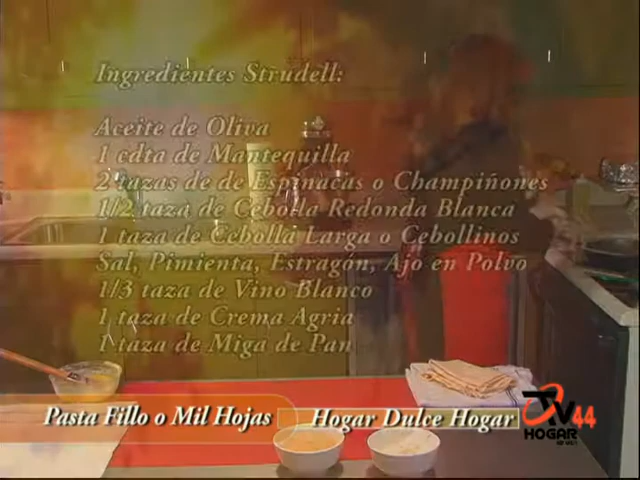 Ingredientes Strudell:
Aceite de Oliva
1 cdta de Mantequilla
2 tazas de de Espinacas o Champiñones
1/2 taza de Cebolla Redonda Blanca
1 taza de Cebolla Larga o Cebollinos
Sal, Pimienta, Estragón, Ajo en Polvo
1/3 taza de Vino Blanco
1 taza de Crema Agria
1 taza de Miga de Pan
Pasta Fillo o Mil Hojas
Hogar Dulce Hogar
TV 44
HOGAR